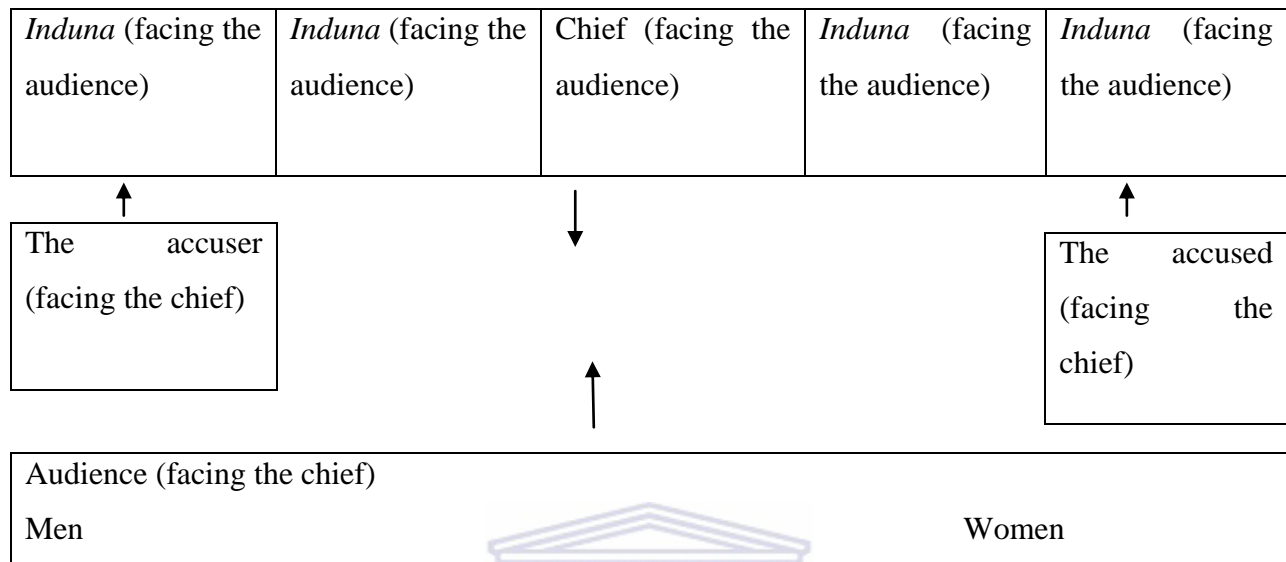 Induna (facing the
audience)
Induna (facing the
audience)
Chief (facing the
audience)
Induna (facing
the audience)
Induna (facing
the audience)
The accuser
(facing the chief)
The accused
(facing the
chief)
Audience (facing the chief)
Men Women